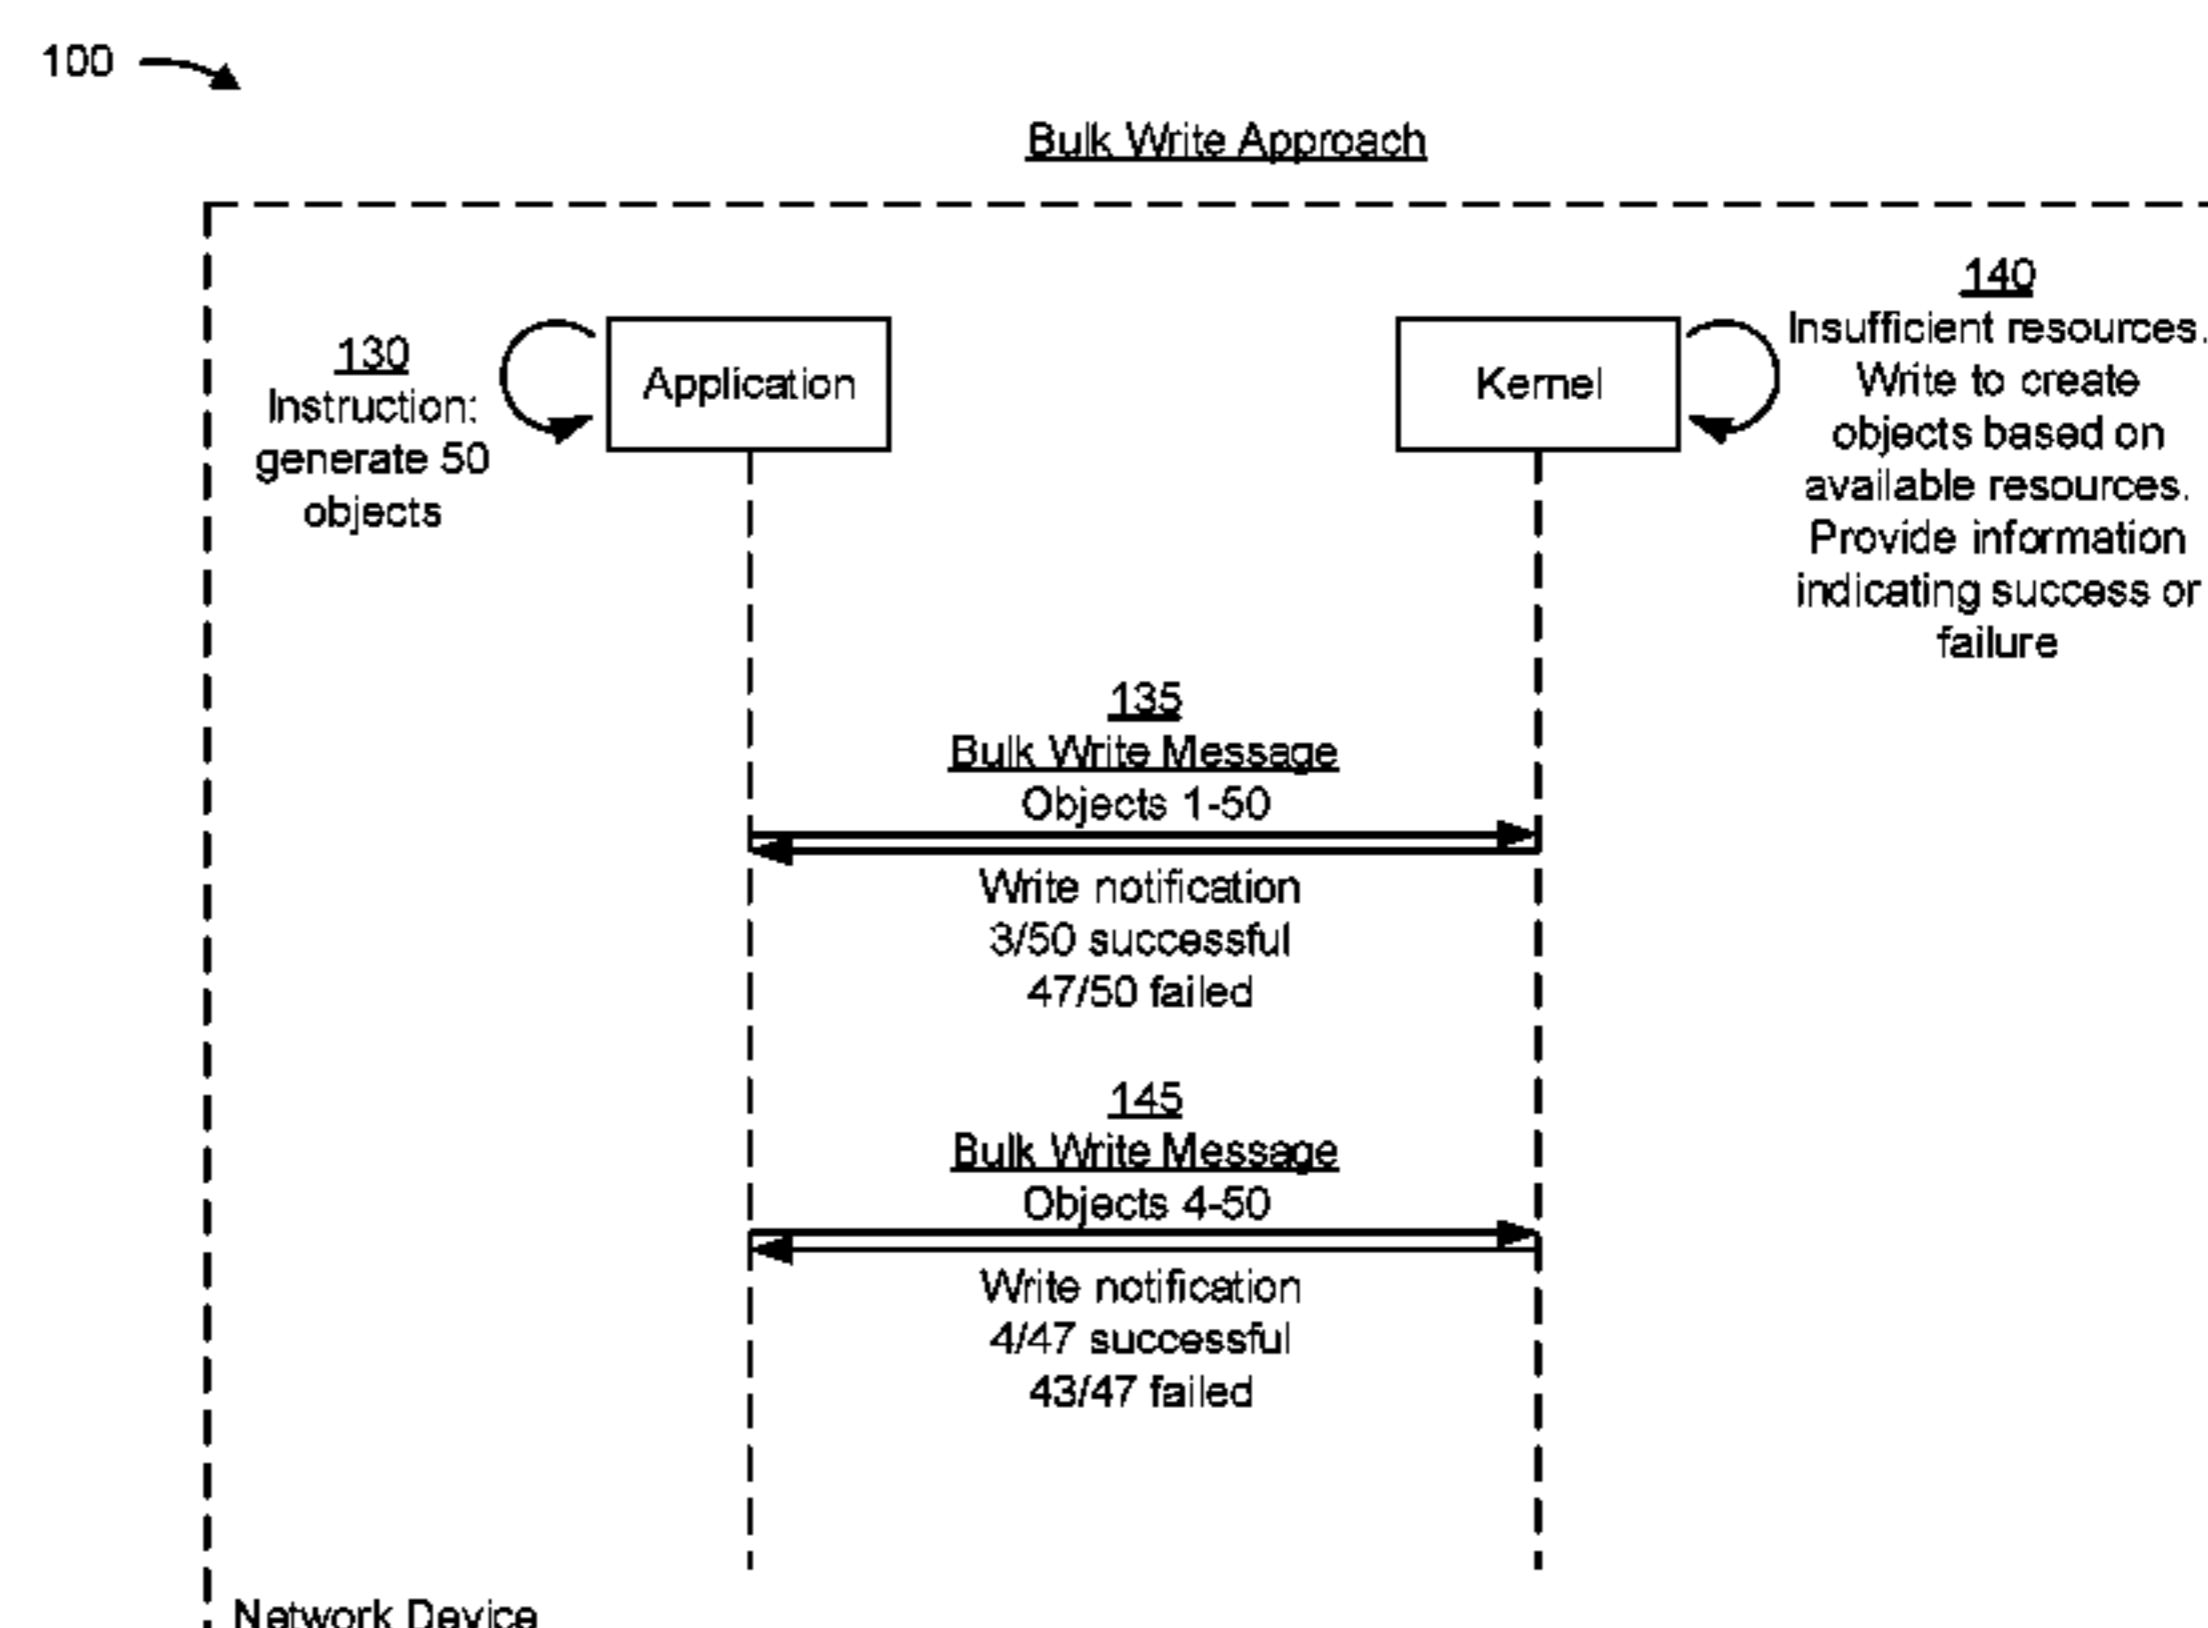 100
Bulk Write Approach
130
Instruction:
generate 50
objects
Application
Kernel
140
Insufficient resources.
Write to create
objects based on
available resources.
Provide information
indicating success or
failure
135
Bulk Write Message
Objects 1-50
Write notification
3/50 successful
47/50 failed
145
Bulk Write Message
Objects 4-50
Write notification
4/47 successful
43/47 failed
Network Device